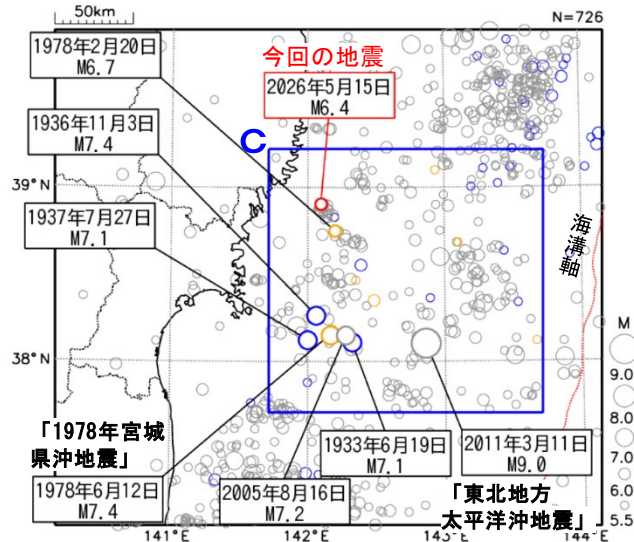 50km
N=726
1978年2月20日
M6.7
今回の地震
2026年5月15日
M6.4
1936年11月3日
M7.4
C
39°N
1937年7月27日
M7.1
海溝軸
38°N
M
9.0
8.0
7.0
6.0
5.5
「1978年宮城
県沖地震」
1933年6月19日
M7.1
2011年3月11日
M9.0
1978年6月12日
M7.4
2005年8月16日
M7.2
「東北地方
太平洋沖地震」
141°E
142°E
143°E
144°E